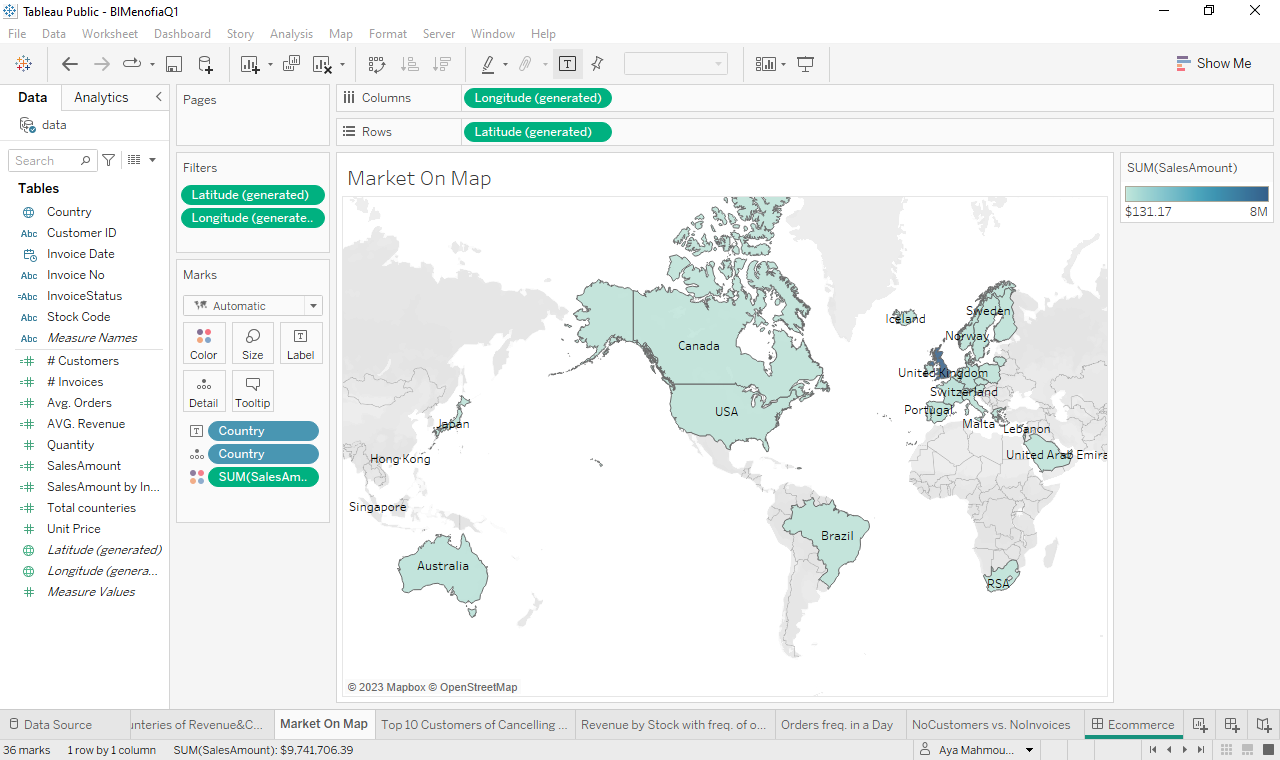 Tableau Public - BIMenofiaQ1
File Data Worksheet Dashboard Story Analysis Map Format Server Window Help
Show Me
Data Analytics
data
Search
Tables
Country
Abc Customer ID
Invoice Date
Abc Invoice No
=Abc InvoiceStatus
Abc Stock Code
Abc Measure Names
# Customers
# Invoices
Avg. Orders
AVG. Revenue
Quantity
SalesAmount
SalesAmount by In...
Total counteries
Unit Price
Latitude (generated)
Longitude (genera...
Measure Values
Pages
Filters
Latitude (generated)
Longitude (generate..
Marks
Automatic
Color Size Label
Detail Tooltip
Country
Country
SUM(SalesAm..
Columns Longitude (generated)
Rows Latitude (generated)
Market On Map
Iceland
Sweden
Norway
Canada
United Kingdom
Switzerland
USA
Portugal
Japan
Malta
Lebanon
Hong Kong
United Arab Emira
Singapore
Brazil
Australia
RSA
© 2023 Mapbox © OpenStreetMap
SUM(SalesAmount)
$131.17 8M
Data Source unteries of Revenue&C... Market On Map Top 10 Customers of Cancelling ... Revenue by Stock with freq. of o... Orders freq. in a Day NoCustomers vs. NoInvoices Ecommerce
36 marks 1 row by 1 column SUM(SalesAmount): $9,741,706.39 Aya Mahmou...